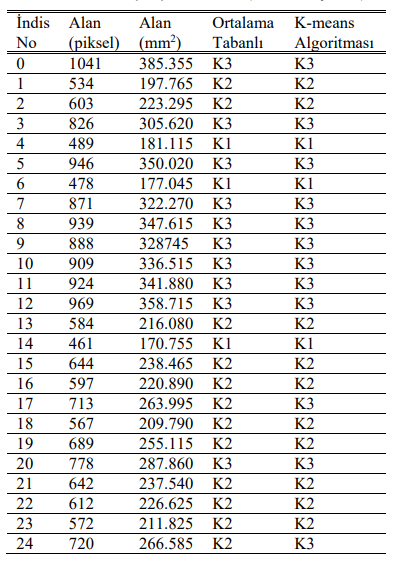 İndis Alan Alan Ortalama K-means
No (piksel) (mm²) Tabanlı Algoritması
0 1041 385.355 K3 K3
1 534 197.765 K2 K2
2 603 223.295 K2 K2
3 826 305.620 K3 K3
4 489 181.115 K1 K1
5 946 350.020 K3 K3
6 478 177.045 K1 K1
7 871 322.270 K3 K3
8 939 347.615 K3 K3
9 888 328745 K3 K3
10 909 336.515 K3 K3
11 924 341.880 K3 K3
12 969 358.715 K3 K3
13 584 216.080 K2 K2
14 461 170.755 K1 K1
15 644 238.465 K2 K2
16 597 220.890 K2 K2
17 713 263.995 K2 K3
18 567 209.790 K2 K2
19 689 255.115 K2 K2
20 778 287.860 K3 K3
21 642 237.540 K2 K2
22 612 226.625 K2 K2
23 572 211.825 K2 K2
24 720 266.585 K2 K3